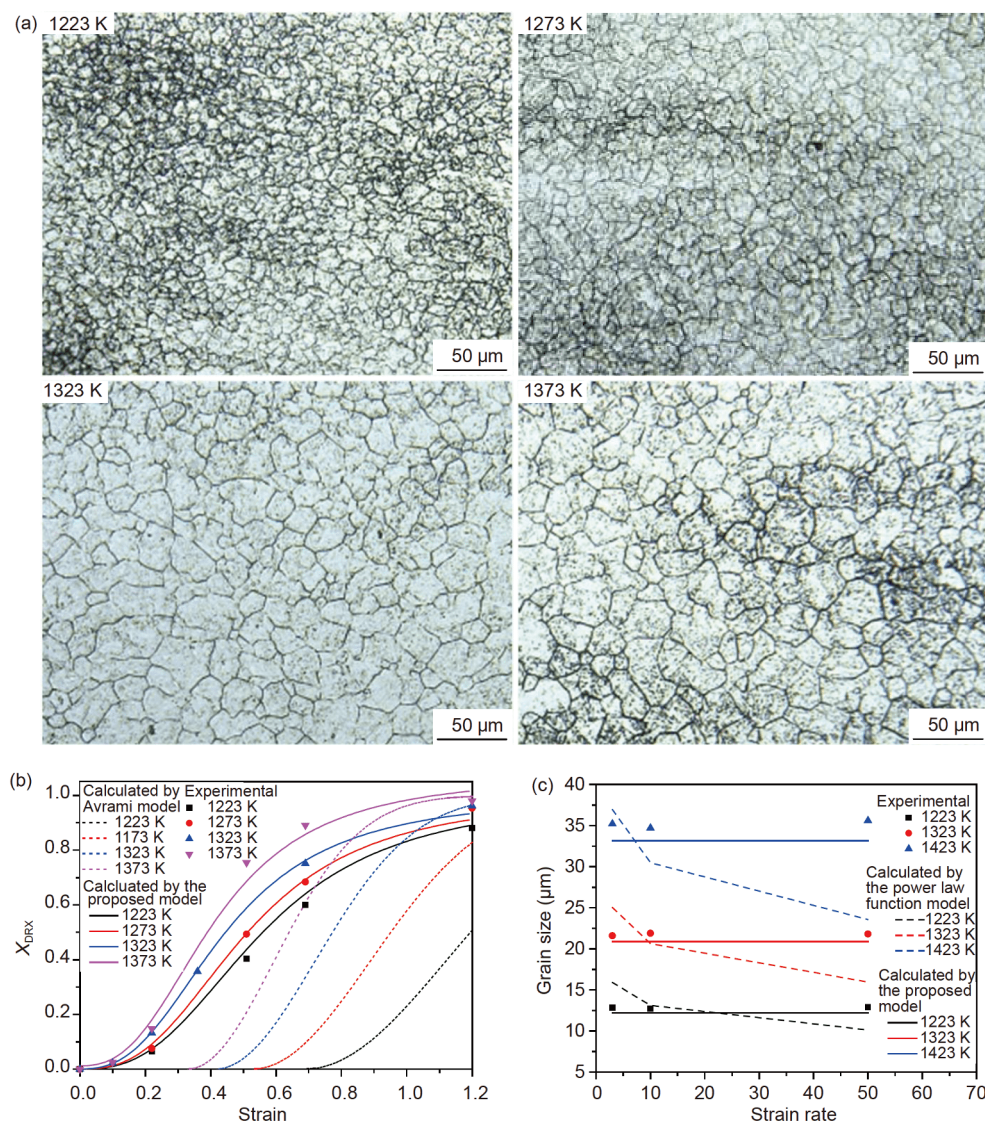 (a)
1223 K
1273 K
50 µm
50 µm
1323 K
1373 K
50 µm
50 µm
(b)
Calculated by
Avrami model
1223 K
1173 K
1323 K
1373 K
Experimental
1223 K
1273 K
1323 K
1373 K
Calcluated by the
proposed model
1223 K
1273 K
1323 K
1373 K
X_DRX
1.0
0.8
0.6
0.4
0.2
0.0
0.0 0.2 0.4 0.6 0.8 1.0 1.2
Strain
(c)
Experimental
1223 K
1323 K
1423 K
Calculated by
the power law
function model
1223 K
1323 K
1423 K
Calculated by
the proposed
model
1223 K
1323 K
1423 K
Grain size (µm)
40
35
30
25
20
15
10
5
0 10 20 30 40 50 60 70
Strain rate